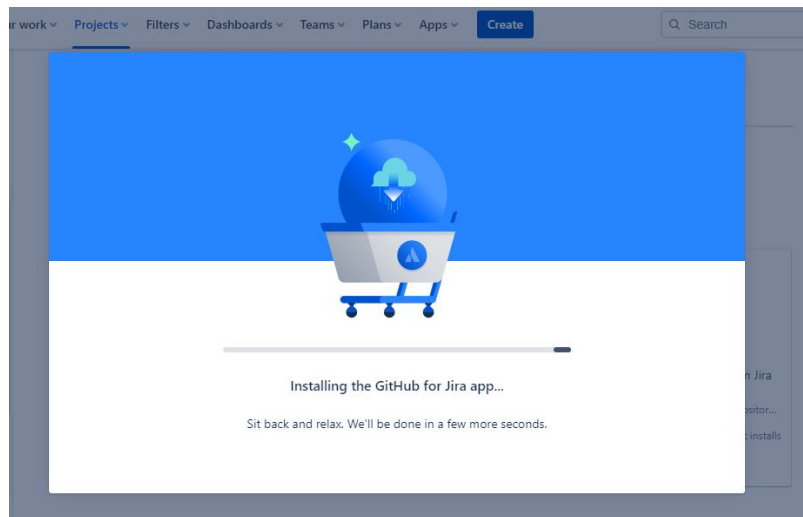 work Projects Filters Dashboards Teams Plans Apps Create Search
Installing the GitHub for Jira app...
Sit back and relax. We'll be done in a few more seconds.
Jira
installs